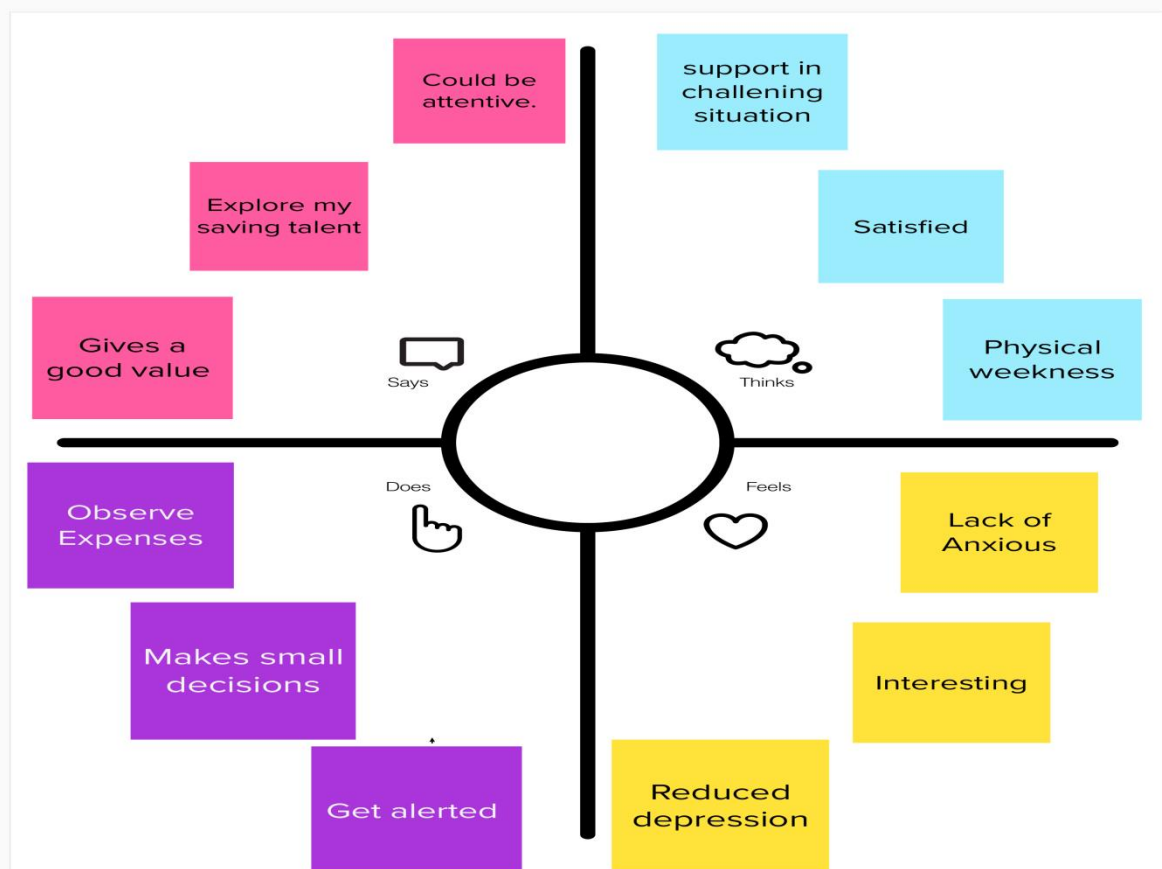 Could be
attentive.
Explore my
saving talent
Gives a
good value
Says
support in
challening
situation
Satisfied
Physical
weekness
Thinks
Does
Observe
Expenses
Makes small
decisions
Get alerted
Feels
Lack of
Anxious
Interesting
Reduced
depression